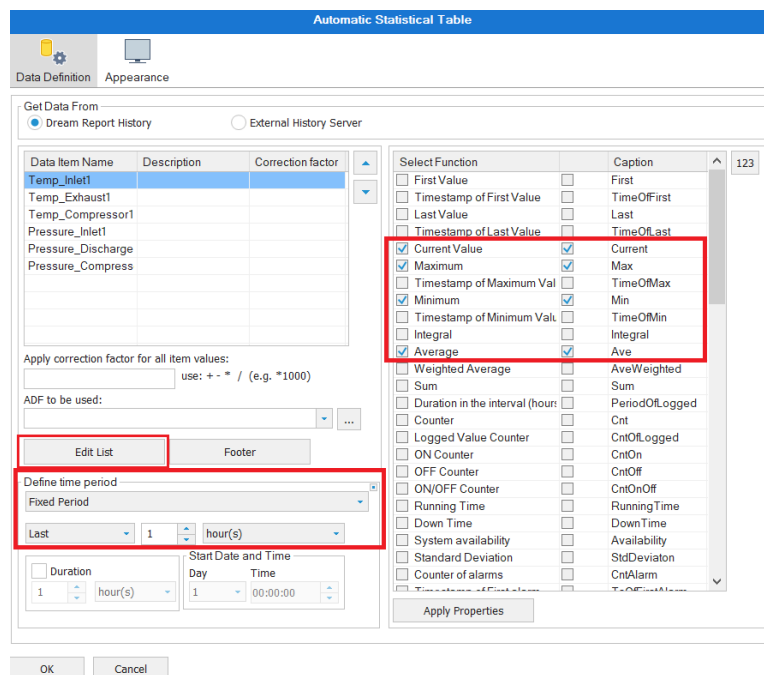 Automatic Statistical Table
Data Definition Appearance
Get Data From
Dream Report History External History Server
Data Item Name Description Correction factor
Temp_Inlet1
Temp_Exhaust1
Temp_Compressor1
Pressure_Inlet1
Pressure_Discharge
Pressure_Compress
Apply correction factor for all item values:
use: + - * / (e.g. *1000)
ADF to be used:
...
Edit List Footer
Define time period
Fixed Period
Last 1 hour(s)
Duration
1 hour(s)
Start Date and Time
Day Time
1 00:00:00
Select Function Caption 123
First Value First
Timestamp of First Value TimeOfFirst
Last Value Last
Timestamp of Last Value TimeOfLast
Current Value Current
Maximum Max
Timestamp of Maximum Val TimeOfMax
Minimum Min
Timestamp of Minimum Valu TimeOfMin
Integral Integral
Average Ave
Weighted Average AveWeighted
Sum Sum
Duration in the interval (hours PeriodOfLogged
Counter Cnt
Logged Value Counter CntOfLogged
ON Counter CntOn
OFF Counter CntOff
ON/OFF Counter CntOnOff
Running Time RunningTime
Down Time DownTime
System availability Availability
Standard Deviation StdDeviaton
Counter of alarms CntAlarm
Apply Properties
OK Cancel